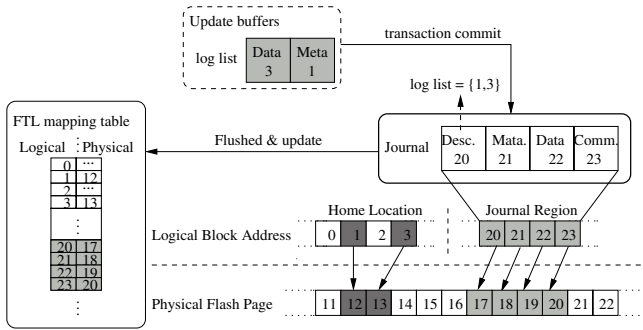 Update buffers
log list
Data Meta
3 1
transaction commit
log list = {1,3}
FTL mapping table
Logical Physical
0 ...
1 12
2 ...
3 13
20 17
21 18
22 19
23 20
Flushed & update
Journal
Desc. Mata. Data Comm.
20 21 22 23
Home Location Journal Region
Logical Block Address 0 1 2 3 20 21 22 23
Physical Flash Page 11 12 13 14 15 16 17 18 19 20 21 22